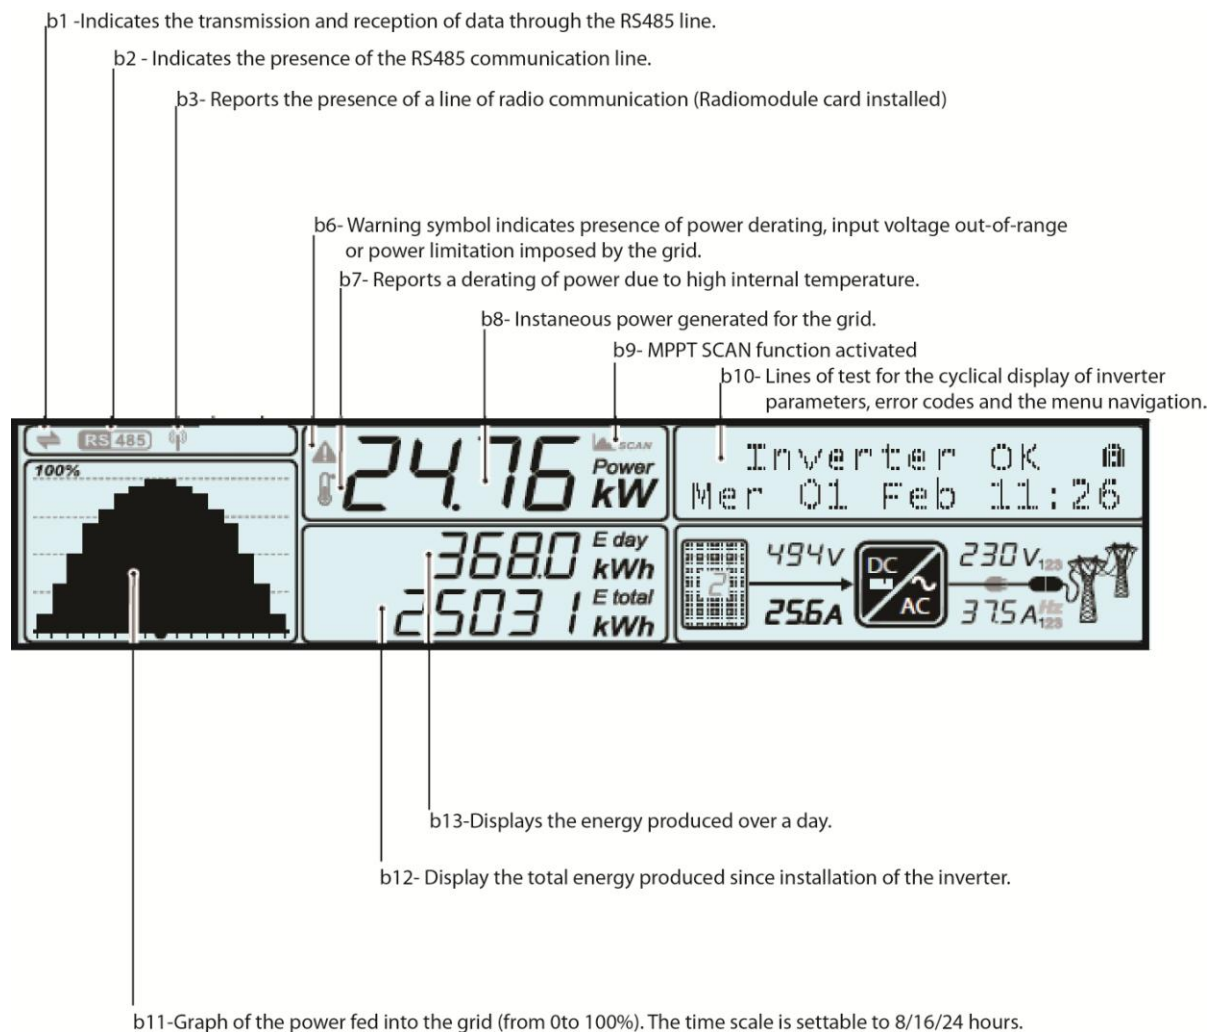 b1 -Indicates the transmission and reception of data through the RS485 line.
b2 - Indicates the presence of the RS485 communication line.
b3- Reports the presence of a line of radio communication (Radiomodule card installed)
b6- Warning symbol indicates presence of power derating, input voltage out-of-range
or power limitation imposed by the grid.
b7- Reports a derating of power due to high internal temperature.
b8- Instaneous power generated for the grid.
b9- MPPT SCAN function activated
b10- Lines of test for the cyclical display of inverter
parameters, error codes and the menu navigation.
RS 485
100%
24.76
SCAN
Power
kW
Inverter OK
Mer 01 Feb 11:26
368.0 E day
kWh
25031 E total
kWh
2
494V
25.6A
DC
AC
230V 123
37.5A Hz
123
b13-Displays the energy produced over a day.
b12- Display the total energy produced since installation of the inverter.
b11-Graph of the power fed into the grid (from 0to 100%). The time scale is settable to 8/16/24 hours.